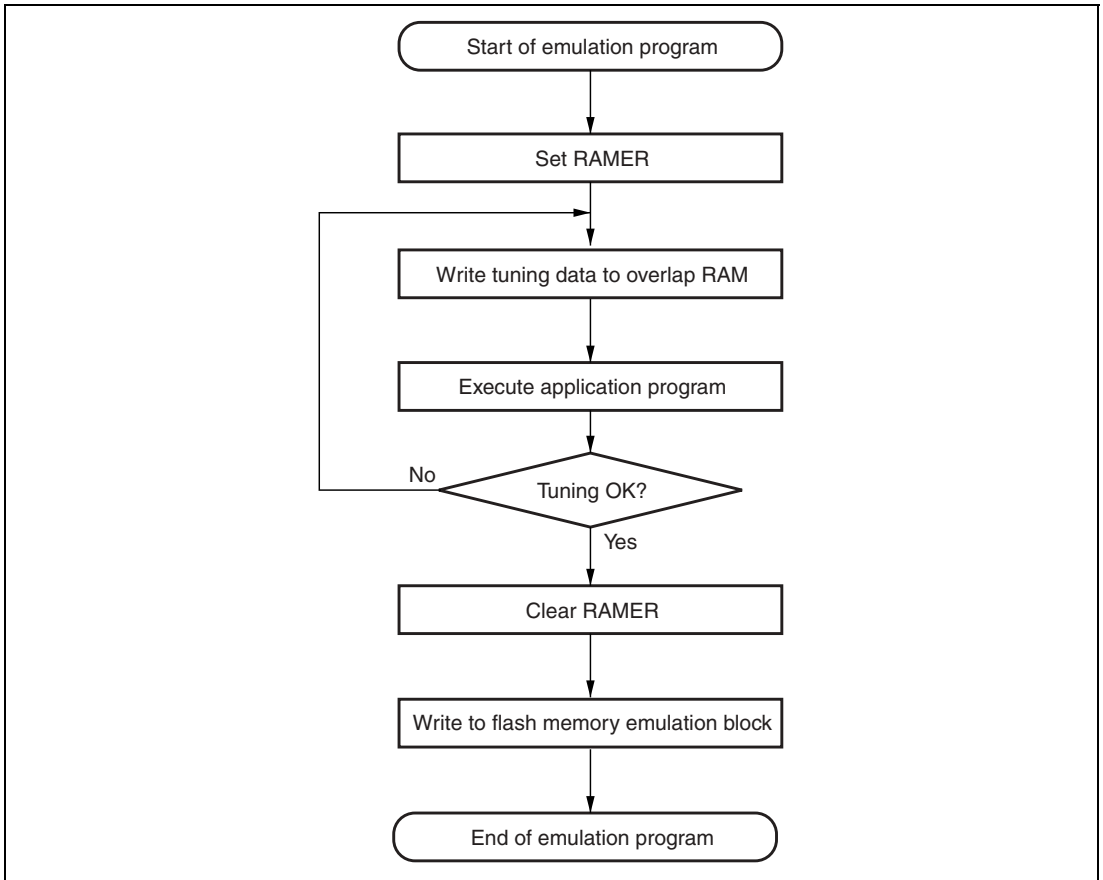 Start of emulation program
Set RAMER
Write tuning data to overlap RAM
Execute application program
No
Tuning OK?
Yes
Clear RAMER
Write to flash memory emulation block
End of emulation program